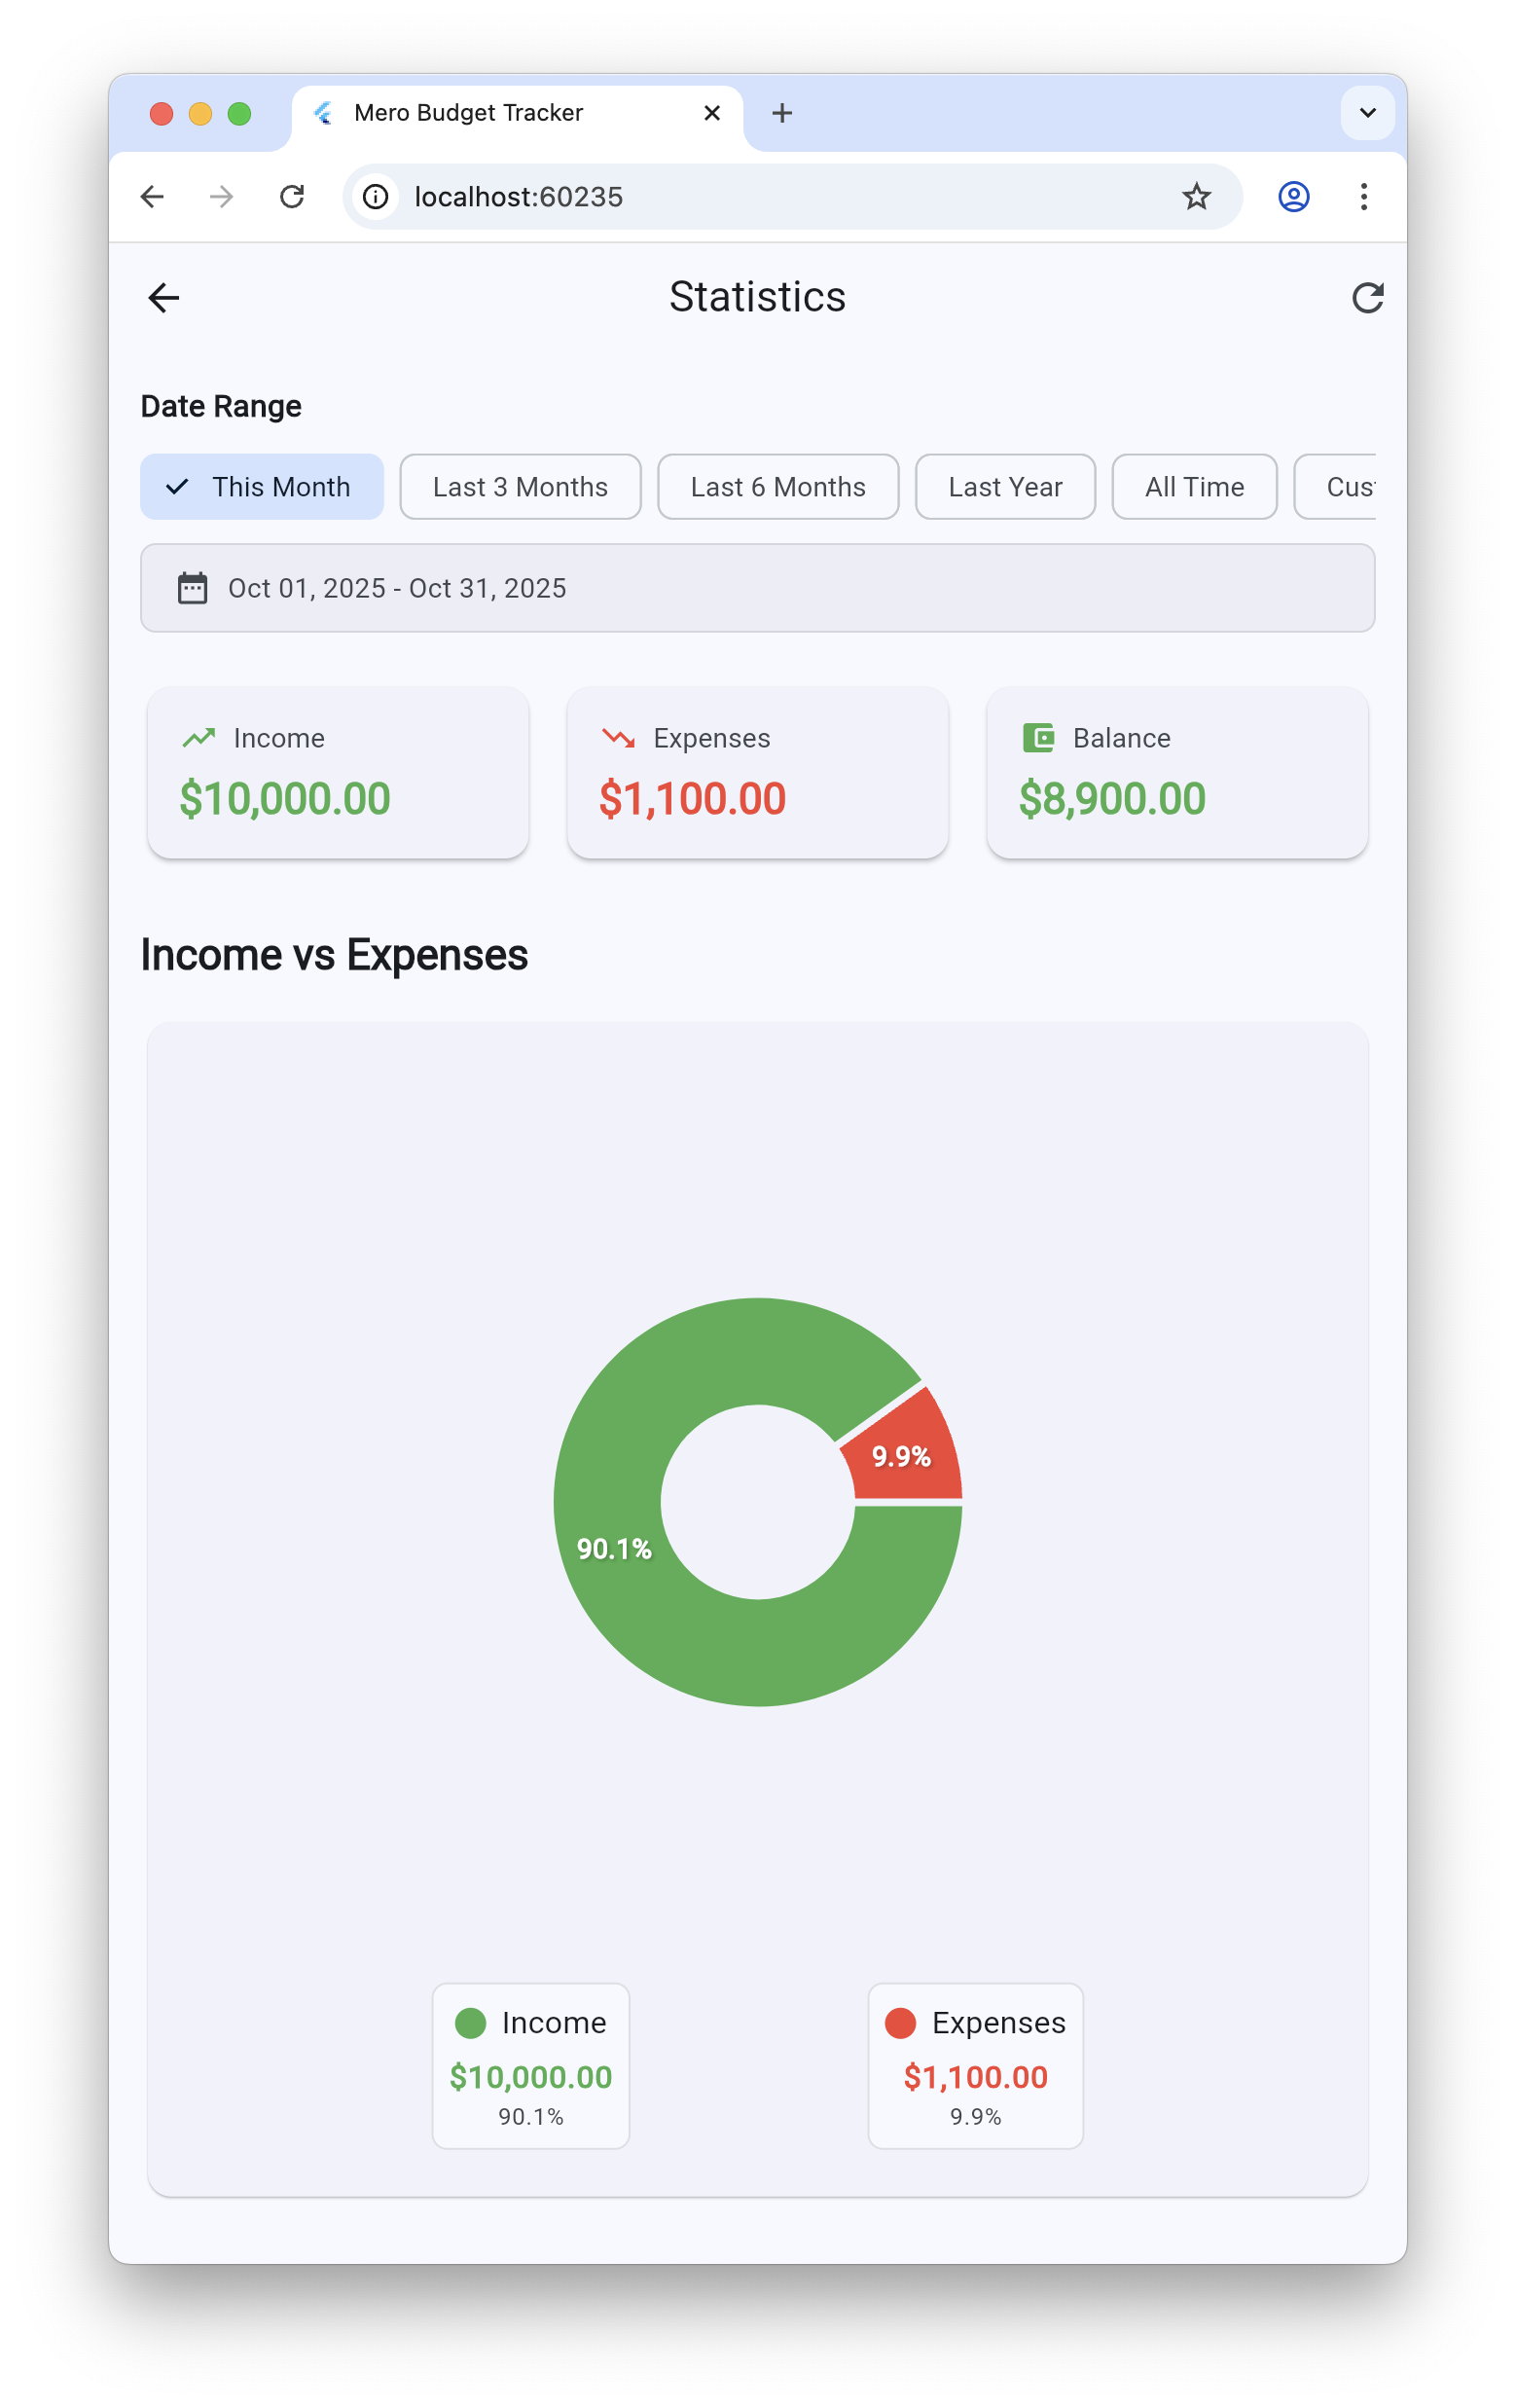 Mero Budget Tracker
localhost:60235
Statistics
Date Range
This Month Last 3 Months Last 6 Months Last Year All Time Cus
Oct 01, 2025 - Oct 31, 2025
Income Expenses Balance
$10,000.00 $1,100.00 $8,900.00
Income vs Expenses
9.9%
90.1%
Income Expenses
$10,000.00 $1,100.00
90.1% 9.9%